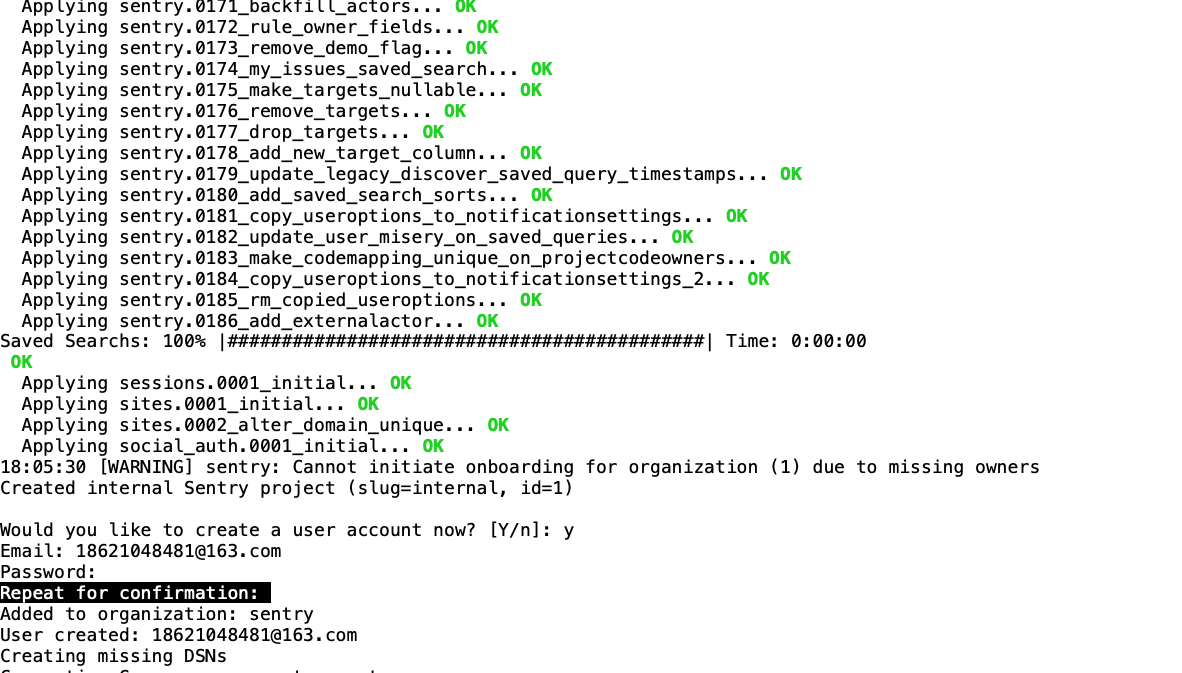 Applying sentry.0171_backfill_actors... OK
Applying sentry.0172_rule_owner_fields... OK
Applying sentry.0173_remove_demo_flag... OK
Applying sentry.0174_my_issues_saved_search... OK
Applying sentry.0175_make_targets_nullable... OK
Applying sentry.0176_remove_targets... OK
Applying sentry.0177_drop_targets... OK
Applying sentry.0178_add_new_target_column... OK
Applying sentry.0179_update_legacy_discover_saved_query_timestamps... OK
Applying sentry.0180_add_saved_search_sorts... OK
Applying sentry.0181_copy_useroptions_to_notificationsettings... OK
Applying sentry.0182_update_user_misery_on_saved_queries... OK
Applying sentry.0183_make_codemapping_unique_on_projectcodeowners... OK
Applying sentry.0184_copy_useroptions_to_notificationsettings_2... OK
Applying sentry.0185_rm_copied_useroptions... OK
Applying sentry.0186_add_externalactor... OK
Saved Searchs: 100% |############################################| Time: 0:00:00
OK
Applying sessions.0001_initial... OK
Applying sites.0001_initial... OK
Applying sites.0002_alter_domain_unique... OK
Applying social_auth.0001_initial... OK
18:05:30 [WARNING] sentry: Cannot initiate onboarding for organization (1) due to missing owners
Created internal Sentry project (slug=internal, id=1)
Would you like to create a user account now? [Y/n]: y
Email: 18621048481@163.com
Password:
Repeat for confirmation:
Added to organization: sentry
User created: 18621048481@163.com
Creating missing DSNs